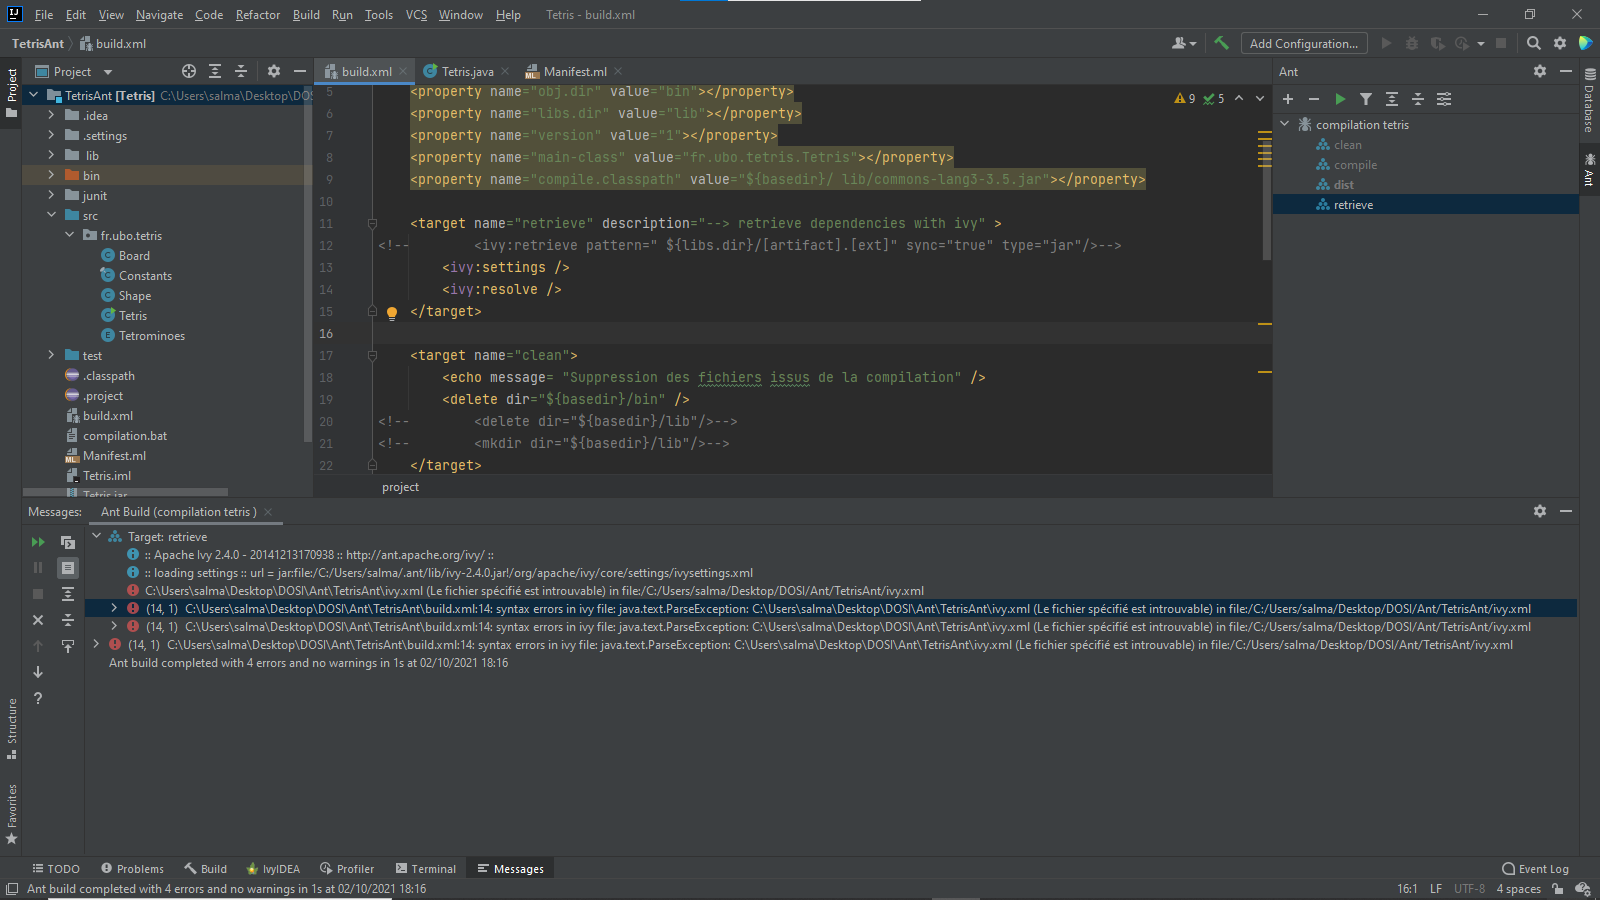 File Edit View Navigate Code Refactor Build Run Tools VCS Window Help Tetris - build.xml
TetrisAnt build.xml Add Configuration...
Project
Project
build.xml
Tetris.java
Manifest.ml
Ant
TetrisAnt [Tetris] C:\Users\salma\Desktop\DOS
.idea
.settings
lib
bin
junit
src
fr.ubo.tetris
Board
Constants
Shape
Tetris
Tetrominoes
test
.classpath
.project
build.xml
compilation.bat
Manifest.ml
Tetris.iml
Tetris.jar
5 <property name="obj.dir" value="bin"></property>
6 <property name="libs.dir" value="lib"></property>
7 <property name="version" value="1"></property>
8 <property name="main-class" value="fr.ubo.tetris.Tetris"></property>
9 <property name="compile.classpath" value="${basedir}/ lib/commons-lang3-3.5.jar"></property>
10
11 <target name="retrieve" description="--> retrieve dependencies with ivy" >
12 <!-- <ivy:retrieve pattern=" ${libs.dir}/[artifact].[ext]" sync="true" type="jar"/>-->
13 <ivy:settings />
14 <ivy:resolve />
15 </target>
16
17 <target name="clean">
18 <echo message= "Suppression des fichiers issus de la compilation" />
19 <delete dir="${basedir}/bin" />
20 <!-- <delete dir="${basedir}/lib"/>-->
21 <!-- <mkdir dir="${basedir}/lib"/>-->
22 </target>
9 5
project
compilation tetris
clean
compile
dist
retrieve
Database
Ant
Messages: Ant Build (compilation tetris )
Target: retrieve
:: Apache Ivy 2.4.0 - 20141213170938 :: http://ant.apache.org/ivy/ ::
:: loading settings :: url = jar:file:/C:/Users/salma/.ant/lib/ivy-2.4.0.jar!/org/apache/ivy/core/settings/ivysettings.xml
C:\Users\salma\Desktop\DOSI\Ant\TetrisAnt\ivy.xml (Le fichier spécifié est introuvable) in file:/C:/Users/salma/Desktop/DOSI/Ant/TetrisAnt/ivy.xml
(14, 1) C:\Users\salma\Desktop\DOSI\Ant\TetrisAnt\build.xml:14: syntax errors in ivy file: java.text.ParseException: C:\Users\salma\Desktop\DOSI\Ant\TetrisAnt\ivy.xml (Le fichier spécifié est introuvable) in file:/C:/Users/salma/Desktop/DOSI/Ant/TetrisAnt/ivy.xml
(14, 1) C:\Users\salma\Desktop\DOSI\Ant\TetrisAnt\build.xml:14: syntax errors in ivy file: java.text.ParseException: C:\Users\salma\Desktop\DOSI\Ant\TetrisAnt\ivy.xml (Le fichier spécifié est introuvable) in file:/C:/Users/salma/Desktop/DOSI/Ant/TetrisAnt/ivy.xml
(14, 1) C:\Users\salma\Desktop\DOSI\Ant\TetrisAnt\build.xml:14: syntax errors in ivy file: java.text.ParseException: C:\Users\salma\Desktop\DOSI\Ant\TetrisAnt\ivy.xml (Le fichier spécifié est introuvable) in file:/C:/Users/salma/Desktop/DOSI/Ant/TetrisAnt/ivy.xml
Ant build completed with 4 errors and no warnings in 1s at 02/10/2021 18:16
Structure
Favorites
TODO Problems Build IvyIDEA Profiler Terminal Messages Event Log
Ant build completed with 4 errors and no warnings in 1s at 02/10/2021 18:16 16:1 LF UTF-8 4 spaces